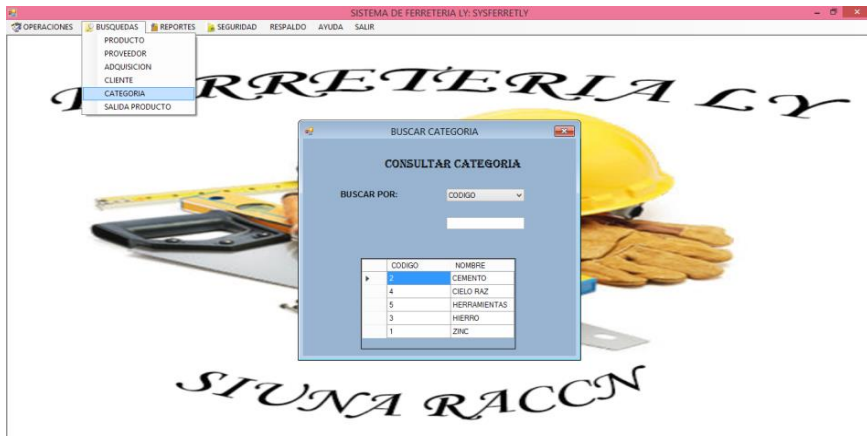 SISTEMA DE FERRETERIA LY: SYSFERRETLY
OPERACIONES BUSQUEDAS REPORTES SEGURIDAD RESPALDO AYUDA SALIR
PRODUCTO
PROVEEDOR
ADQUISICION
CLIENTE
CATEGORIA
SALIDA PRODUCTO
RRETERIA LY
BUSCAR CATEGORIA
CONSULTAR CATEGORIA
BUSCAR POR: CODIGO
CODIGO NOMBRE
2 CEMENTO
4 CIELO RAZ
5 HERRAMIENTAS
3 HIERRO
1 ZINC
SIUNA RACCN